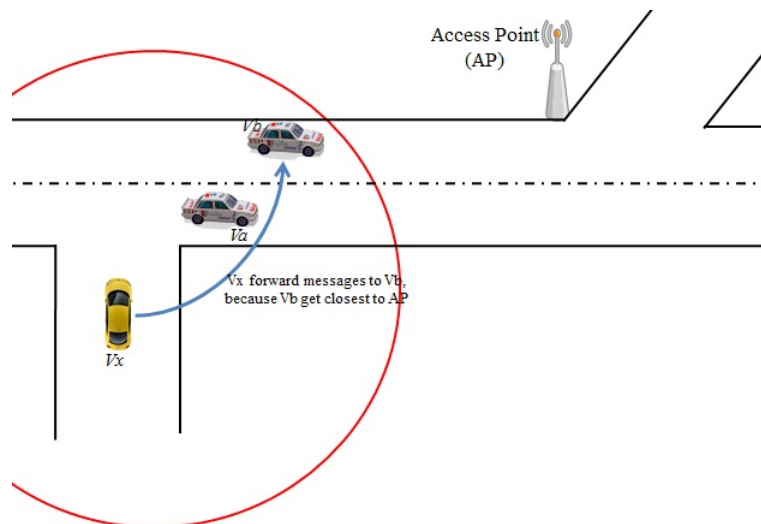 Access Point
(AP)
Vb
Va
Vx forward messages to Vb,
because Vb get closest to AP
Vx